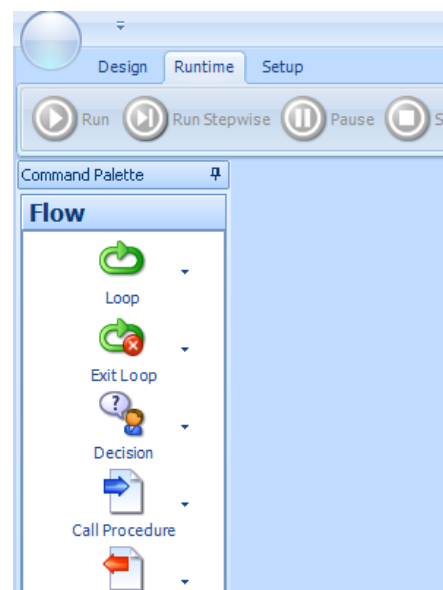 Design Runtime Setup
Run Run Stepwise Pause
Command Palette
Flow
Loop
Exit Loop
Decision
Call Procedure